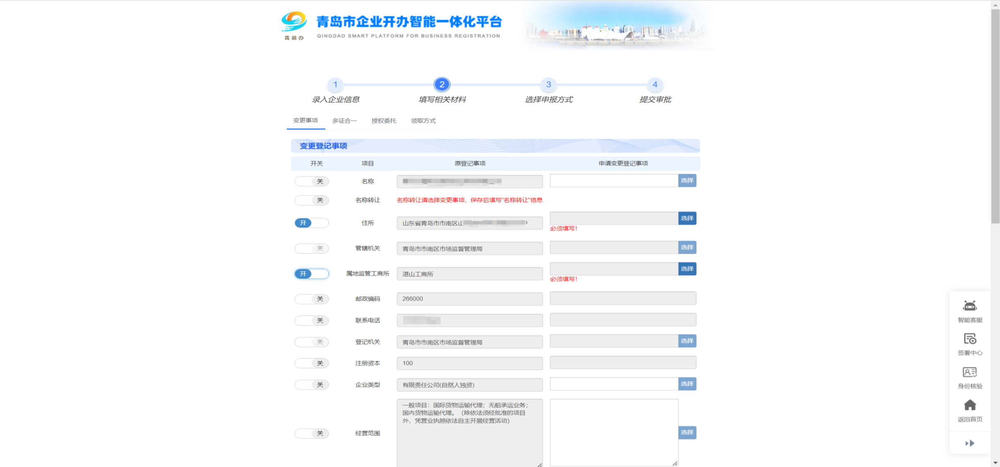 青岛市企业开办智能一体化平台
青易办
QINGDAO SMART PLATFORM FOR BUSINESS REGISTRATION
1 2 3 4
录入企业信息 填写相关材料 选择申报方式 提交审批
变更事项 多证合一 授权委托 领取方式
变更登记事项
开关 项目 原登记事项 申请变更登记事项
关 名称 选择
关 名称转让 名称转让请选择变更事项，保存后填写"名称转让"信息
开 住所 山东省青岛市市南区山 选择
必须填写！
关 管辖机关 青岛市市南区市场监督管理局 选择
开 属地监管工商所 湛山工商所 选择
必须填写！
关 邮政编码 266000
关 联系电话
关 登记机关 青岛市市南区市场监督管理局 选择
关 注册资本 100
关 企业类型 有限责任公司(自然人独资) 选择
一般项目：国际货物运输代理；无船承运业务；
国内货物运输代理。（除依法须经批准的项目
外，凭营业执照依法自主开展经营活动）
关 经营范围 选择
智能客服
签署中心
身份核验
返回首页